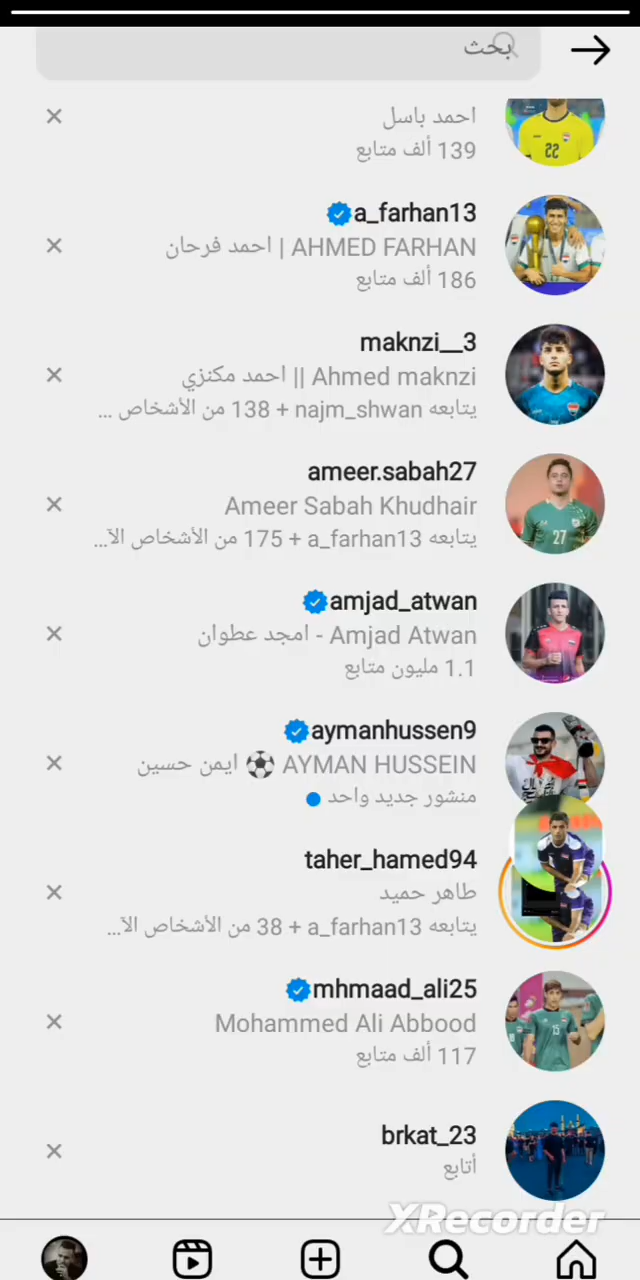 بحث
احمد باسل
139 ألف متابع
a_farhan13
AHMED FARHAN | احمد فرحان
186 ألف متابع
maknzi__3
Ahmed maknzi || احمد مكنزي
يتابعه najm_shwan + 138 من الأشخاص ...
ameer.sabah27
Ameer Sabah Khudhair
يتابعه a_farhan13 + 175 من الأشخاص الآ...
amjad_atwan
Amjad Atwan - امجد عطوان
1.1 مليون متابع
aymanhussen9
AYMAN HUSSEIN ⚽ ايمن حسين
منشور جديد واحد
taher_hamed94
طاهر حميد
يتابعه a_farhan13 + 38 من الأشخاص الآ...
mhmaad_ali25
Mohammed Ali Abbood
117 ألف متابع
brkat_23
أتابع
XRecorder
22
27
15